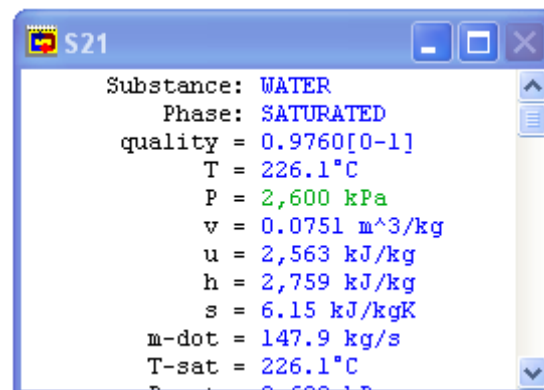 S21
Substance: WATER
Phase: SATURATED
quality = 0.9760[0-1]
T = 226.1°C
P = 2,600 kPa
v = 0.0751 m^3/kg
u = 2,563 kJ/kg
h = 2,759 kJ/kg
s = 6.15 kJ/kgK
m-dot = 147.9 kg/s
T-sat = 226.1°C